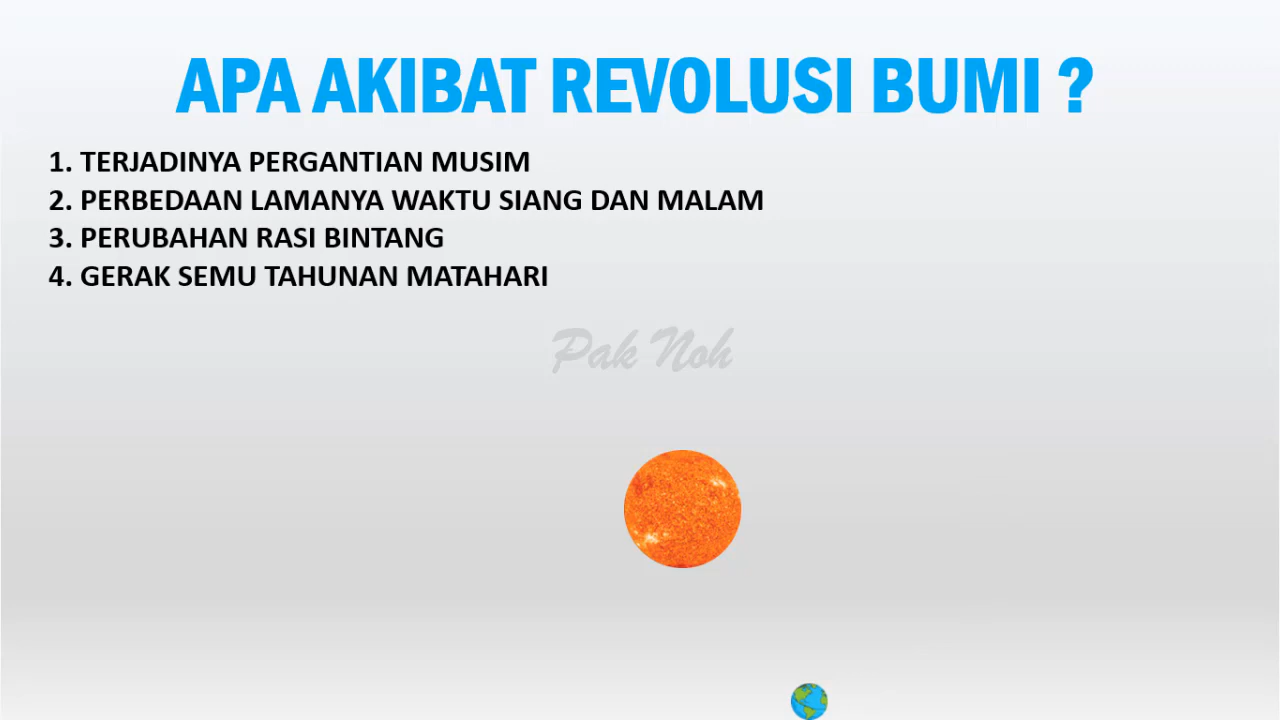 APA AKIBAT REVOLUSI BUMI ?
1. TERJADINYA PERGANTIAN MUSIM
2. PERBEDAAN LAMANYA WAKTU SIANG DAN MALAM
3. PERUBAHAN RASI BINTANG
4. GERAK SEMU TAHUNAN MATAHARI
Pak Noh